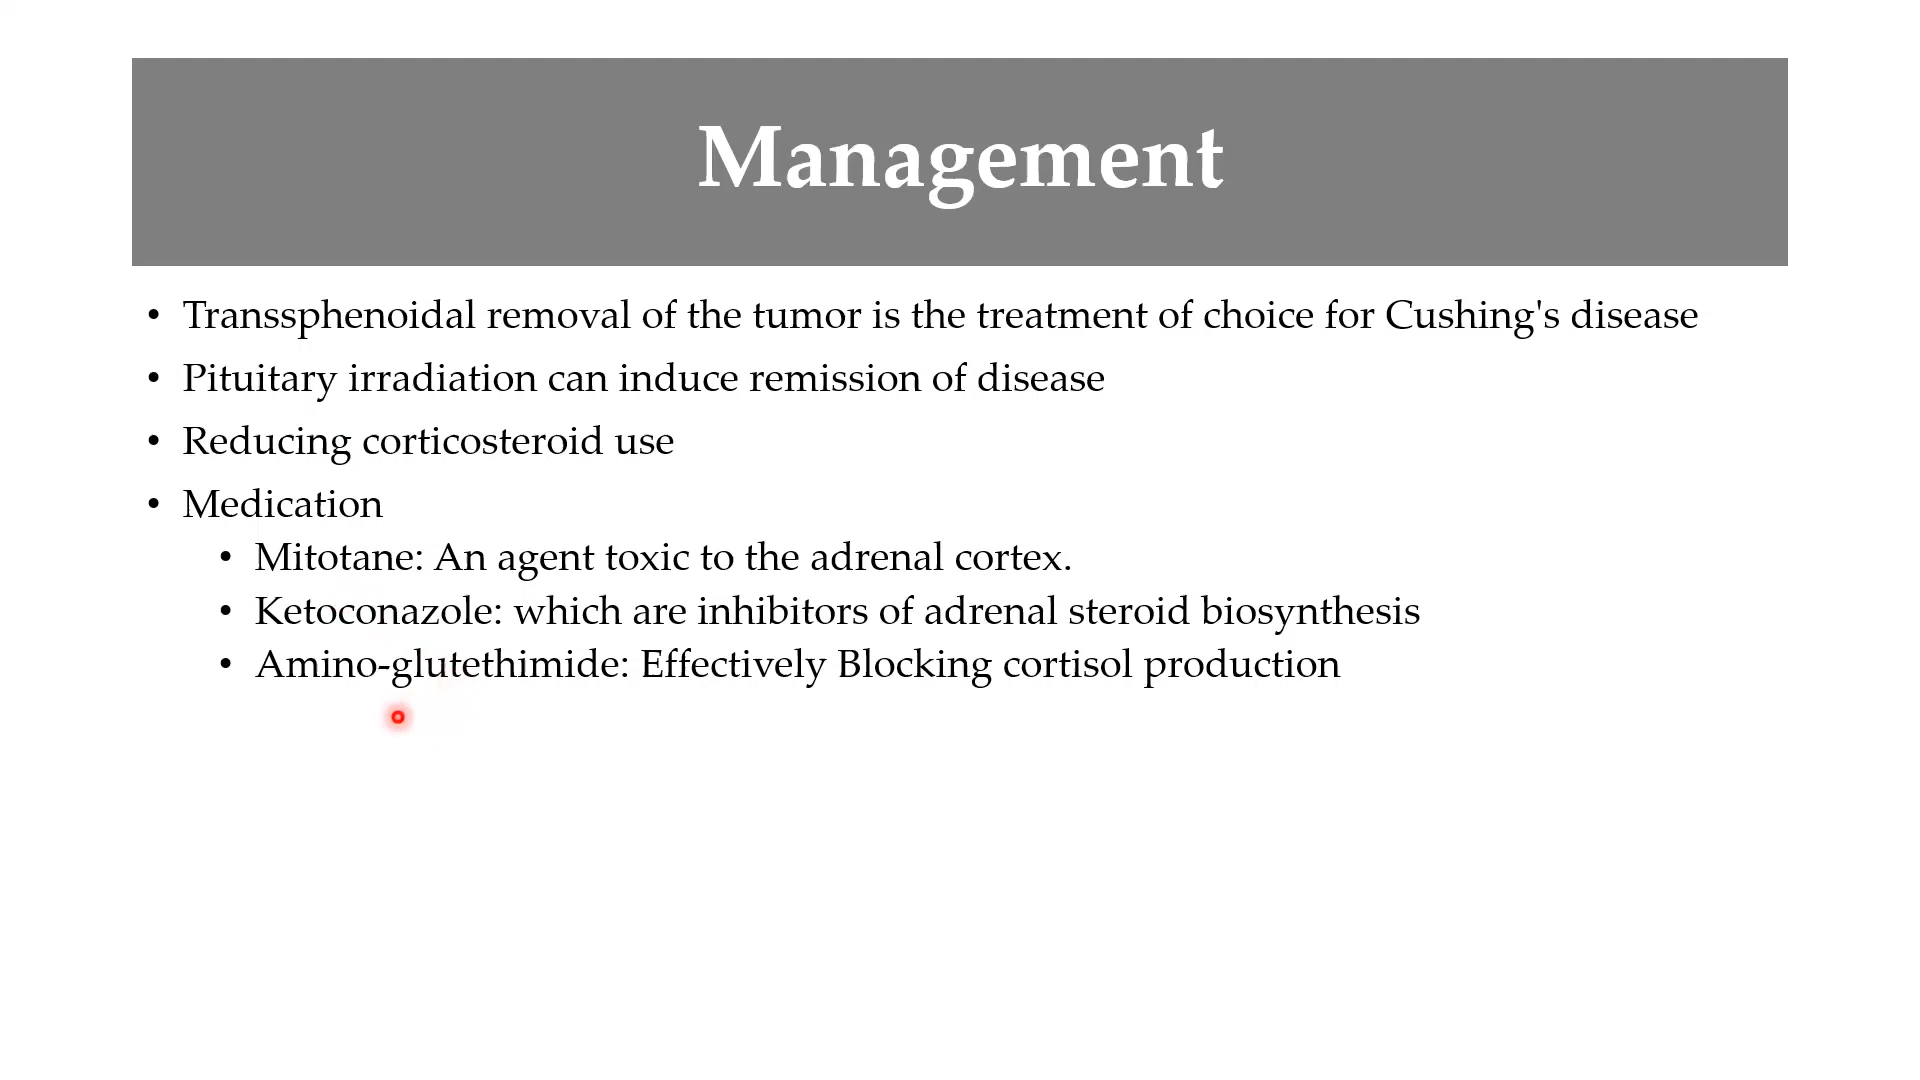 Management
• Transsphenoidal removal of the tumor is the treatment of choice for Cushing's disease
• Pituitary irradiation can induce remission of disease
• Reducing corticosteroid use
• Medication
• Mitotane: An agent toxic to the adrenal cortex.
• Ketoconazole: which are inhibitors of adrenal steroid biosynthesis
• Amino-glutethimide: Effectively Blocking cortisol production